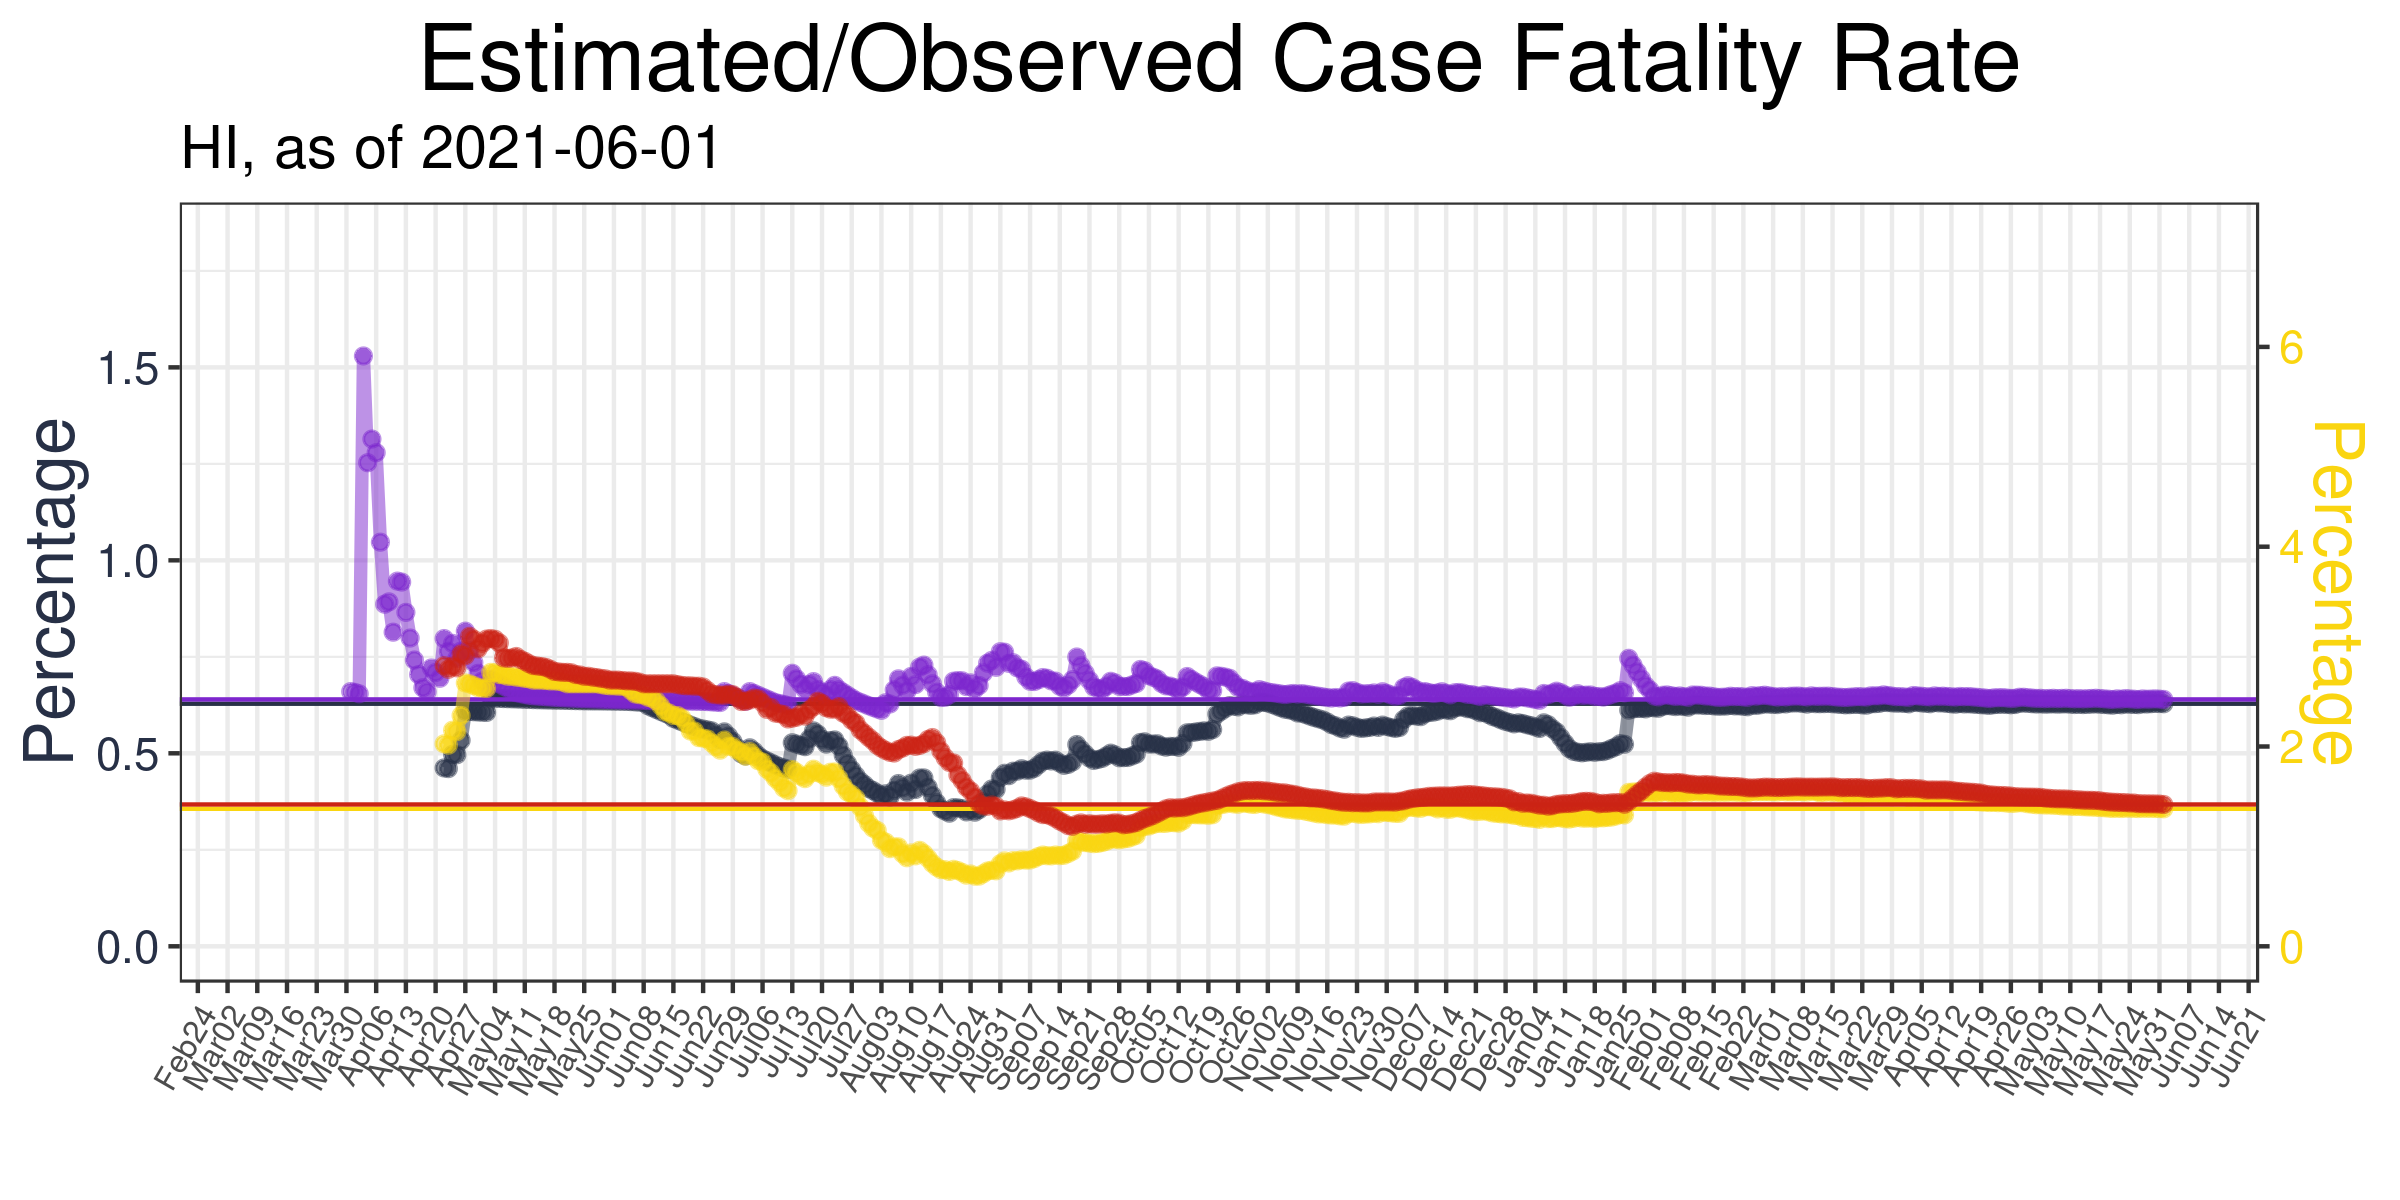 Estimated/Observed Case Fatality Rate
HI, as of 2021-06-01
Percentage
1.5
1.0
0.5
0.0
6
4
2
0
Percentage
Feb24
Mar02
Mar09
Mar16
Mar23
Mar30
Apr06
Apr13
Apr20
Apr27
May04
May11
May18
May25
Jun01
Jun08
Jun15
Jun22
Jun29
Jul06
Jul13
Jul20
Jul27
Aug03
Aug10
Aug17
Aug24
Aug31
Sep07
Sep14
Sep21
Sep28
Oct05
Oct12
Oct19
Oct26
Nov02
Nov09
Nov16
Nov23
Nov30
Dec07
Dec14
Dec21
Dec28
Jan04
Jan11
Jan18
Jan25
Feb01
Feb08
Feb15
Feb22
Mar01
Mar08
Mar15
Mar22
Mar29
Apr05
Apr12
Apr19
Apr26
May03
May10
May17
May24
May31
Jun07
Jun14
Jun21